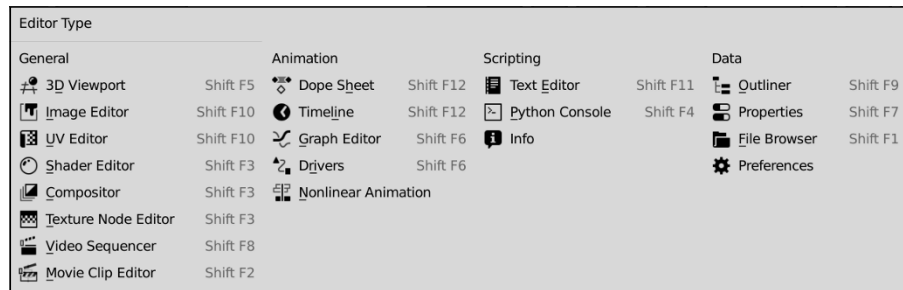 Editor Type
General
3D Viewport Shift F5
Image Editor Shift F10
UV Editor Shift F10
Shader Editor Shift F3
Compositor Shift F3
Texture Node Editor Shift F3
Video Sequencer Shift F8
Movie Clip Editor Shift F2
Animation
Dope Sheet Shift F12
Timeline Shift F12
Graph Editor Shift F6
Drivers Shift F6
Nonlinear Animation
Scripting
Text Editor Shift F11
Python Console Shift F4
Info
Data
Outliner Shift F9
Properties Shift F7
File Browser Shift F1
Preferences